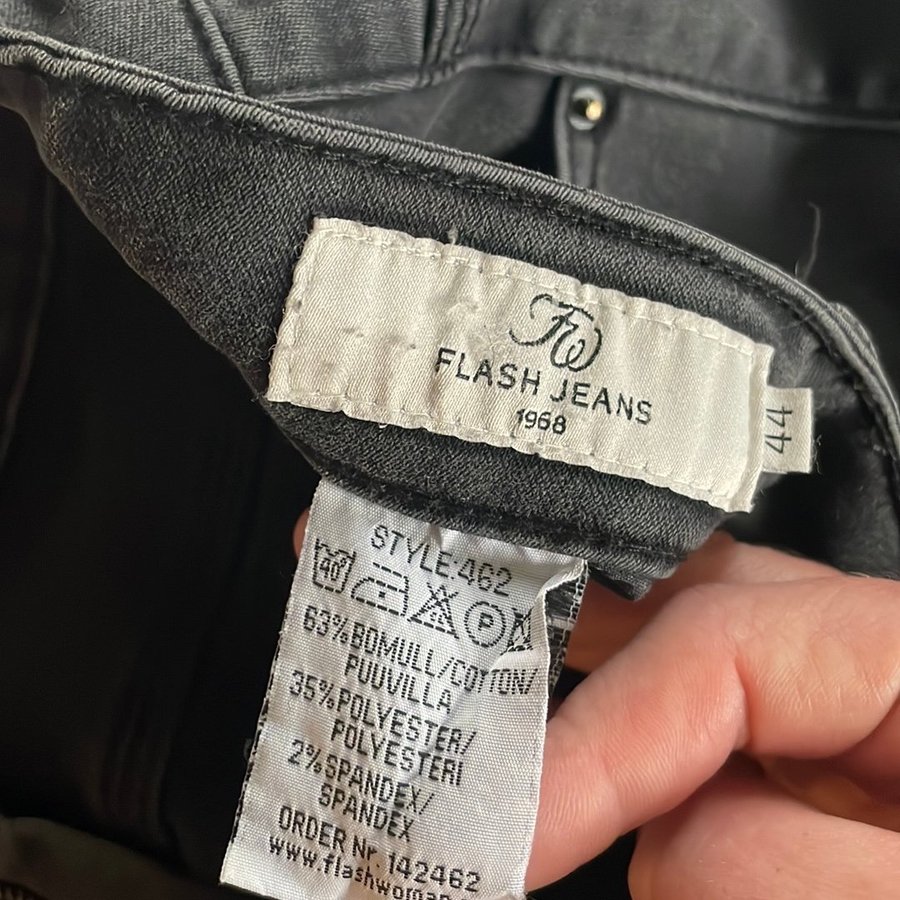 FW
FLASH JEANS
1968
44
STYLE:462
40°
P
63%BOMULL/COTTON/
PUUVILLA
35%POLYESTER/
POLYESTERI
2%SPANDEX/
SPANDEX
ORDER Nr. 142462
www.flashwoman.